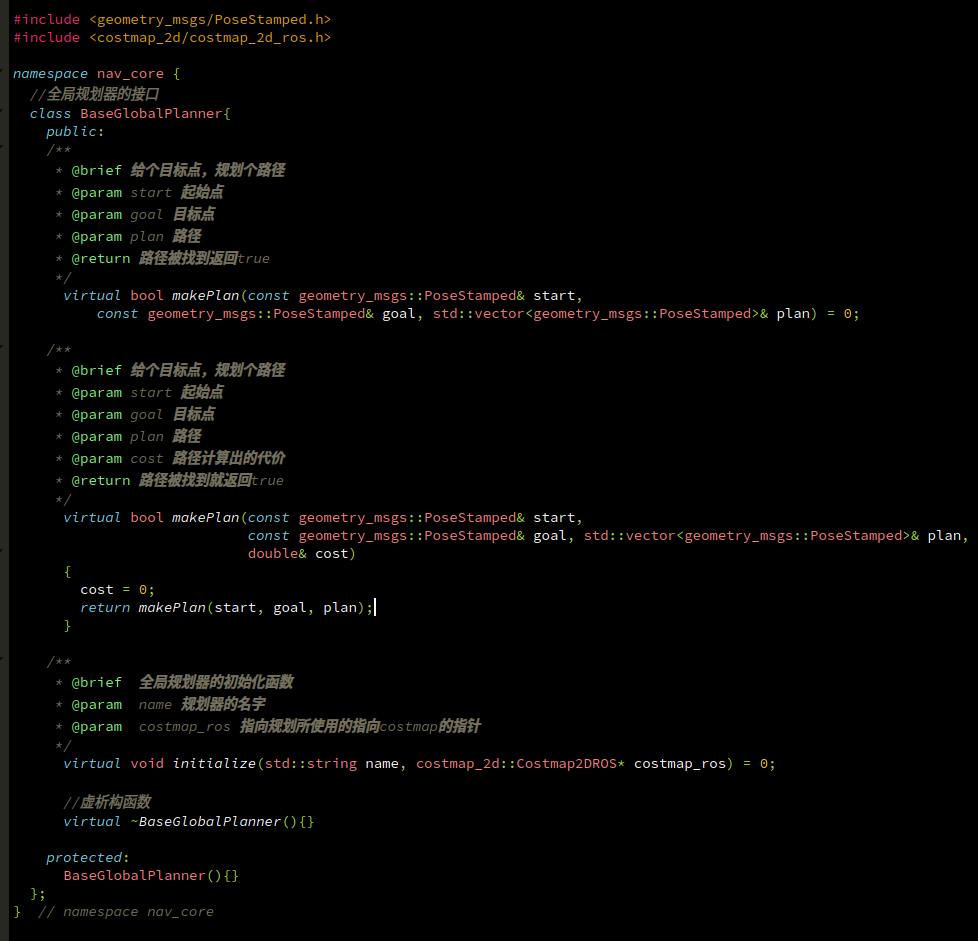 #include <geometry_msgs/PoseStamped.h>
#include <costmap_2d/costmap_2d_ros.h>
namespace nav_core {
//全局规划器的接口
class BaseGlobalPlanner{
public:
/**
* @brief 给个目标点，规划个路径
* @param start 起始点
* @param goal 目标点
* @param plan 路径
* @return 路径被找到返回true
*/
virtual bool makePlan(const geometry_msgs::PoseStamped& start,
const geometry_msgs::PoseStamped& goal, std::vector<geometry_msgs::PoseStamped>& plan) = 0;
/**
* @brief 给个目标点，规划个路径
* @param start 起始点
* @param goal 目标点
* @param plan 路径
* @param cost 路径计算出的代价
* @return 路径被找到就返回true
*/
virtual bool makePlan(const geometry_msgs::PoseStamped& start,
const geometry_msgs::PoseStamped& goal, std::vector<geometry_msgs::PoseStamped>& plan,
double& cost)
{
cost = 0;
return makePlan(start, goal, plan);
}
/**
* @brief  全局规划器的初始化函数
* @param  name 规划器的名字
* @param  costmap_ros 指向规划所使用的指向costmap的指针
*/
virtual void initialize(std::string name, costmap_2d::Costmap2DROS* costmap_ros) = 0;
//虚析构函数
virtual ~BaseGlobalPlanner(){}
protected:
BaseGlobalPlanner(){}
};
}  // namespace nav_core